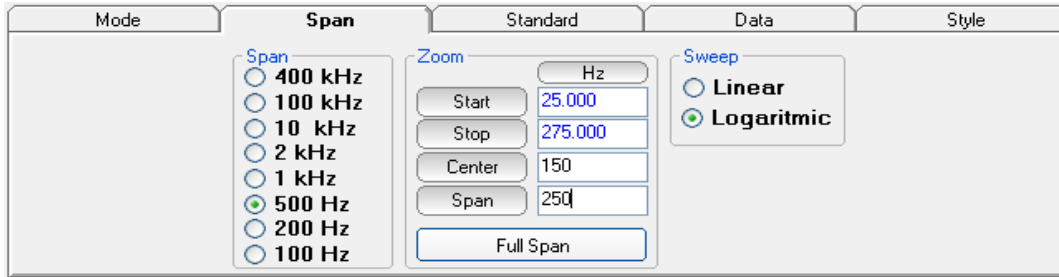 Mode Span Standard Data Style
Span
400 kHz
100 kHz
10 kHz
2 kHz
1 kHz
500 Hz
200 Hz
100 Hz
Zoom
Hz
Start 25.000
Stop 275.000
Center 150
Span 250
Full Span
Sweep
Linear
Logaritmic